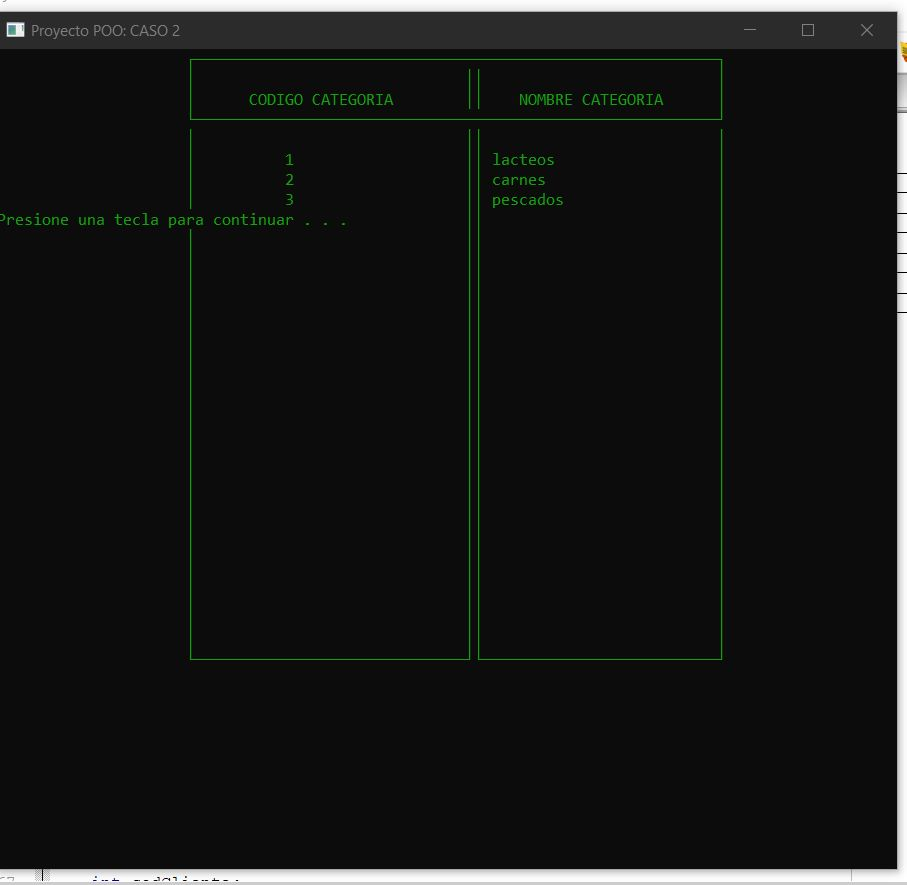 Proyecto POO: CASO 2
CODIGO CATEGORIA NOMBRE CATEGORIA
1 lacteos
2 carnes
3 pescados
Presione una tecla para continuar . . .